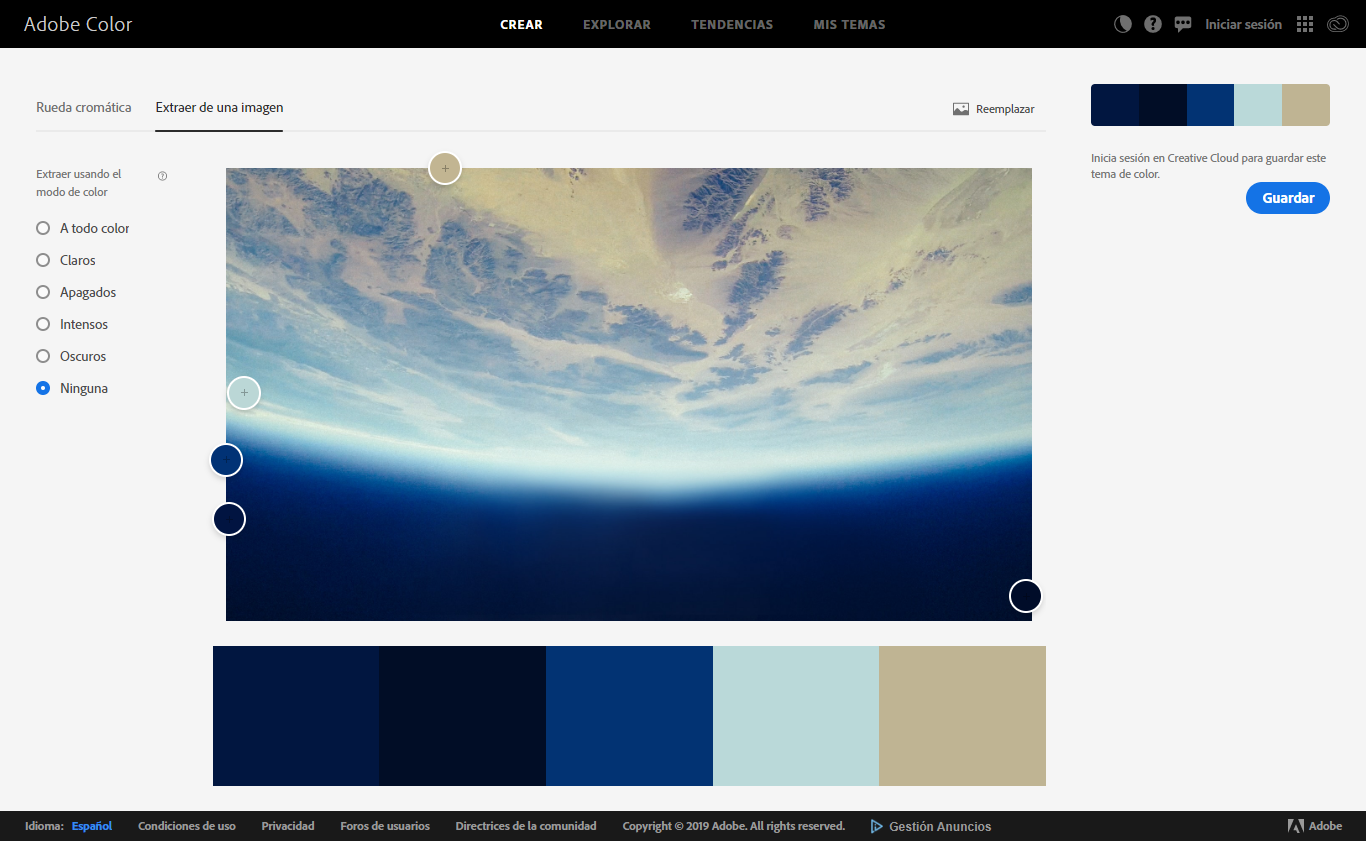 Adobe Color
CREAR
EXPLORAR
TENDENCIAS
MIS TEMAS
Iniciar sesión
Rueda cromática
Extraer de una imagen
Reemplazar
Extraer usando el
modo de color
A todo color
Claros
Apagados
Intensos
Oscuros
Ninguna
Inicia sesión en Creative Cloud para guardar este
tema de color.
Guardar
Idioma: Español
Condiciones de uso
Privacidad
Foros de usuarios
Directrices de la comunidad
Copyright © 2019 Adobe. All rights reserved.
Gestión Anuncios
Adobe